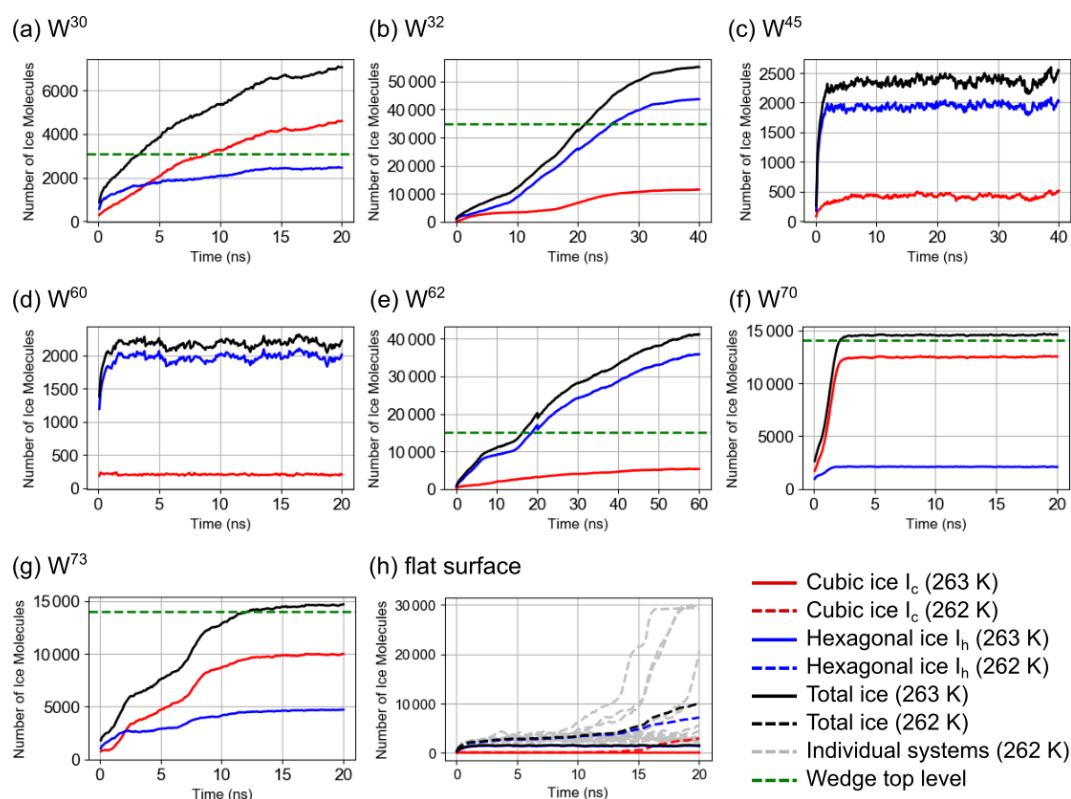 (a) W³⁰
Number of Ice Molecules
6000
4000
2000
0
0 5 10 15 20
Time (ns)
(b) W³²
Number of Ice Molecules
50 000
40 000
30 000
20 000
10 000
0
0 10 20 30 40
Time (ns)
(c) W⁴⁵
Number of Ice Molecules
2500
2000
1500
1000
500
0
0 10 20 30 40
Time (ns)
(d) W⁶⁰
Number of Ice Molecules
2000
1500
1000
500
0
0 5 10 15 20
Time (ns)
(e) W⁶²
Number of Ice Molecules
40 000
30 000
20 000
10 000
0
0 10 20 30 40 50 60
Time (ns)
(f) W⁷⁰
Number of Ice Molecules
15 000
10 000
5000
0
0 5 10 15 20
Time (ns)
(g) W⁷³
Number of Ice Molecules
15 000
10 000
5000
0
0 5 10 15 20
Time (ns)
(h) flat surface
Number of Ice Molecules
30 000
20 000
10 000
0
0 5 10 15 20
Time (ns)
Cubic ice I_c (263 K)
Cubic ice I_c (262 K)
Hexagonal ice I_h (263 K)
Hexagonal ice I_h (262 K)
Total ice (263 K)
Total ice (262 K)
Individual systems (262 K)
Wedge top level